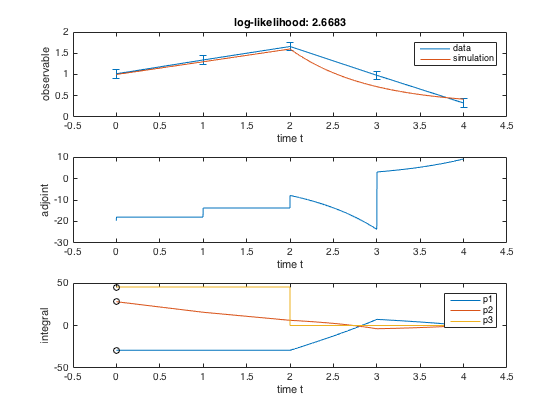 log-likelihood: 2.6683
2
1.5
1
0.5
0
observable
data
simulation
-0.5 0 0.5 1 1.5 2 2.5 3 3.5 4 4.5
time t
10
0
-10
-20
-30
adjoint
-0.5 0 0.5 1 1.5 2 2.5 3 3.5 4 4.5
time t
50
0
-50
integral
p1
p2
p3
-0.5 0 0.5 1 1.5 2 2.5 3 3.5 4 4.5
time t